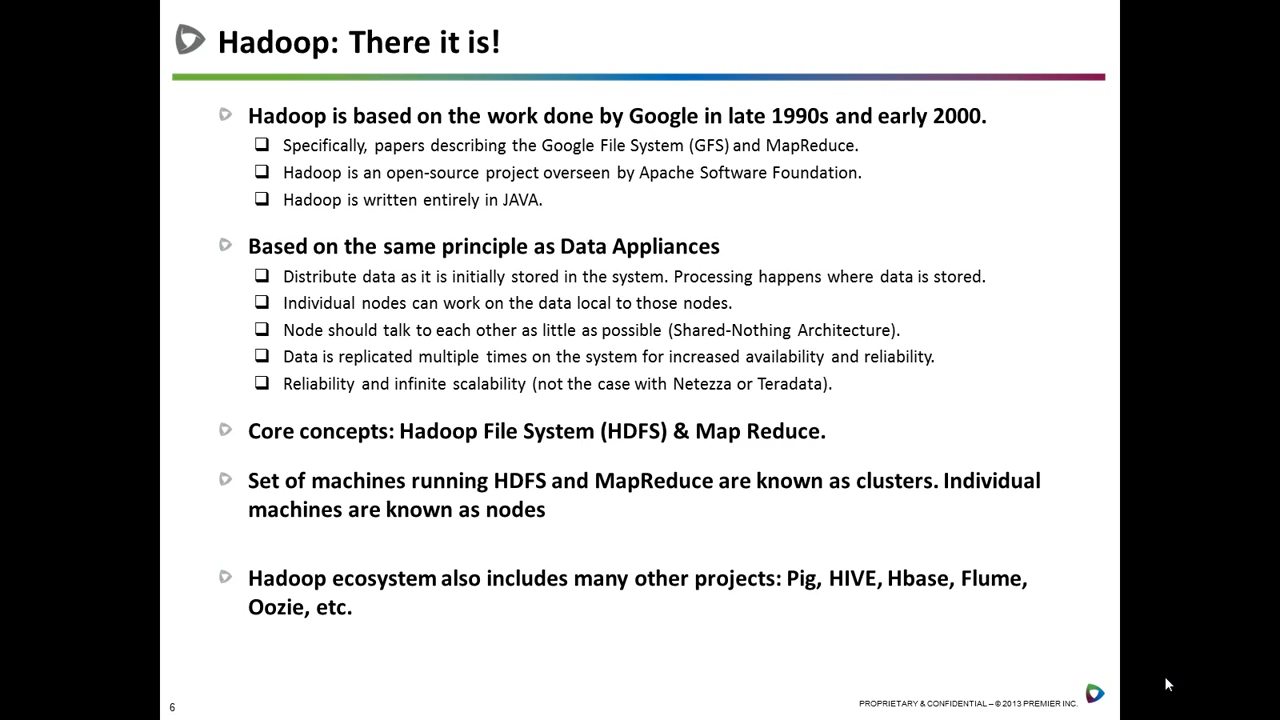 Hadoop: There it is!
Hadoop is based on the work done by Google in late 1990s and early 2000.
Specifically, papers describing the Google File System (GFS) and MapReduce.
Hadoop is an open-source project overseen by Apache Software Foundation.
Hadoop is written entirely in JAVA.
Based on the same principle as Data Appliances
Distribute data as it is initially stored in the system. Processing happens where data is stored.
Individual nodes can work on the data local to those nodes.
Node should talk to each other as little as possible (Shared-Nothing Architecture).
Data is replicated multiple times on the system for increased availability and reliability.
Reliability and infinite scalability (not the case with Netezza or Teradata).
Core concepts: Hadoop File System (HDFS) & Map Reduce.
Set of machines running HDFS and MapReduce are known as clusters. Individual
machines are known as nodes
Hadoop ecosystem also includes many other projects: Pig, HIVE, Hbase, Flume,
Oozie, etc.
6
PROPRIETARY & CONFIDENTIAL – © 2013 PREMIER INC.